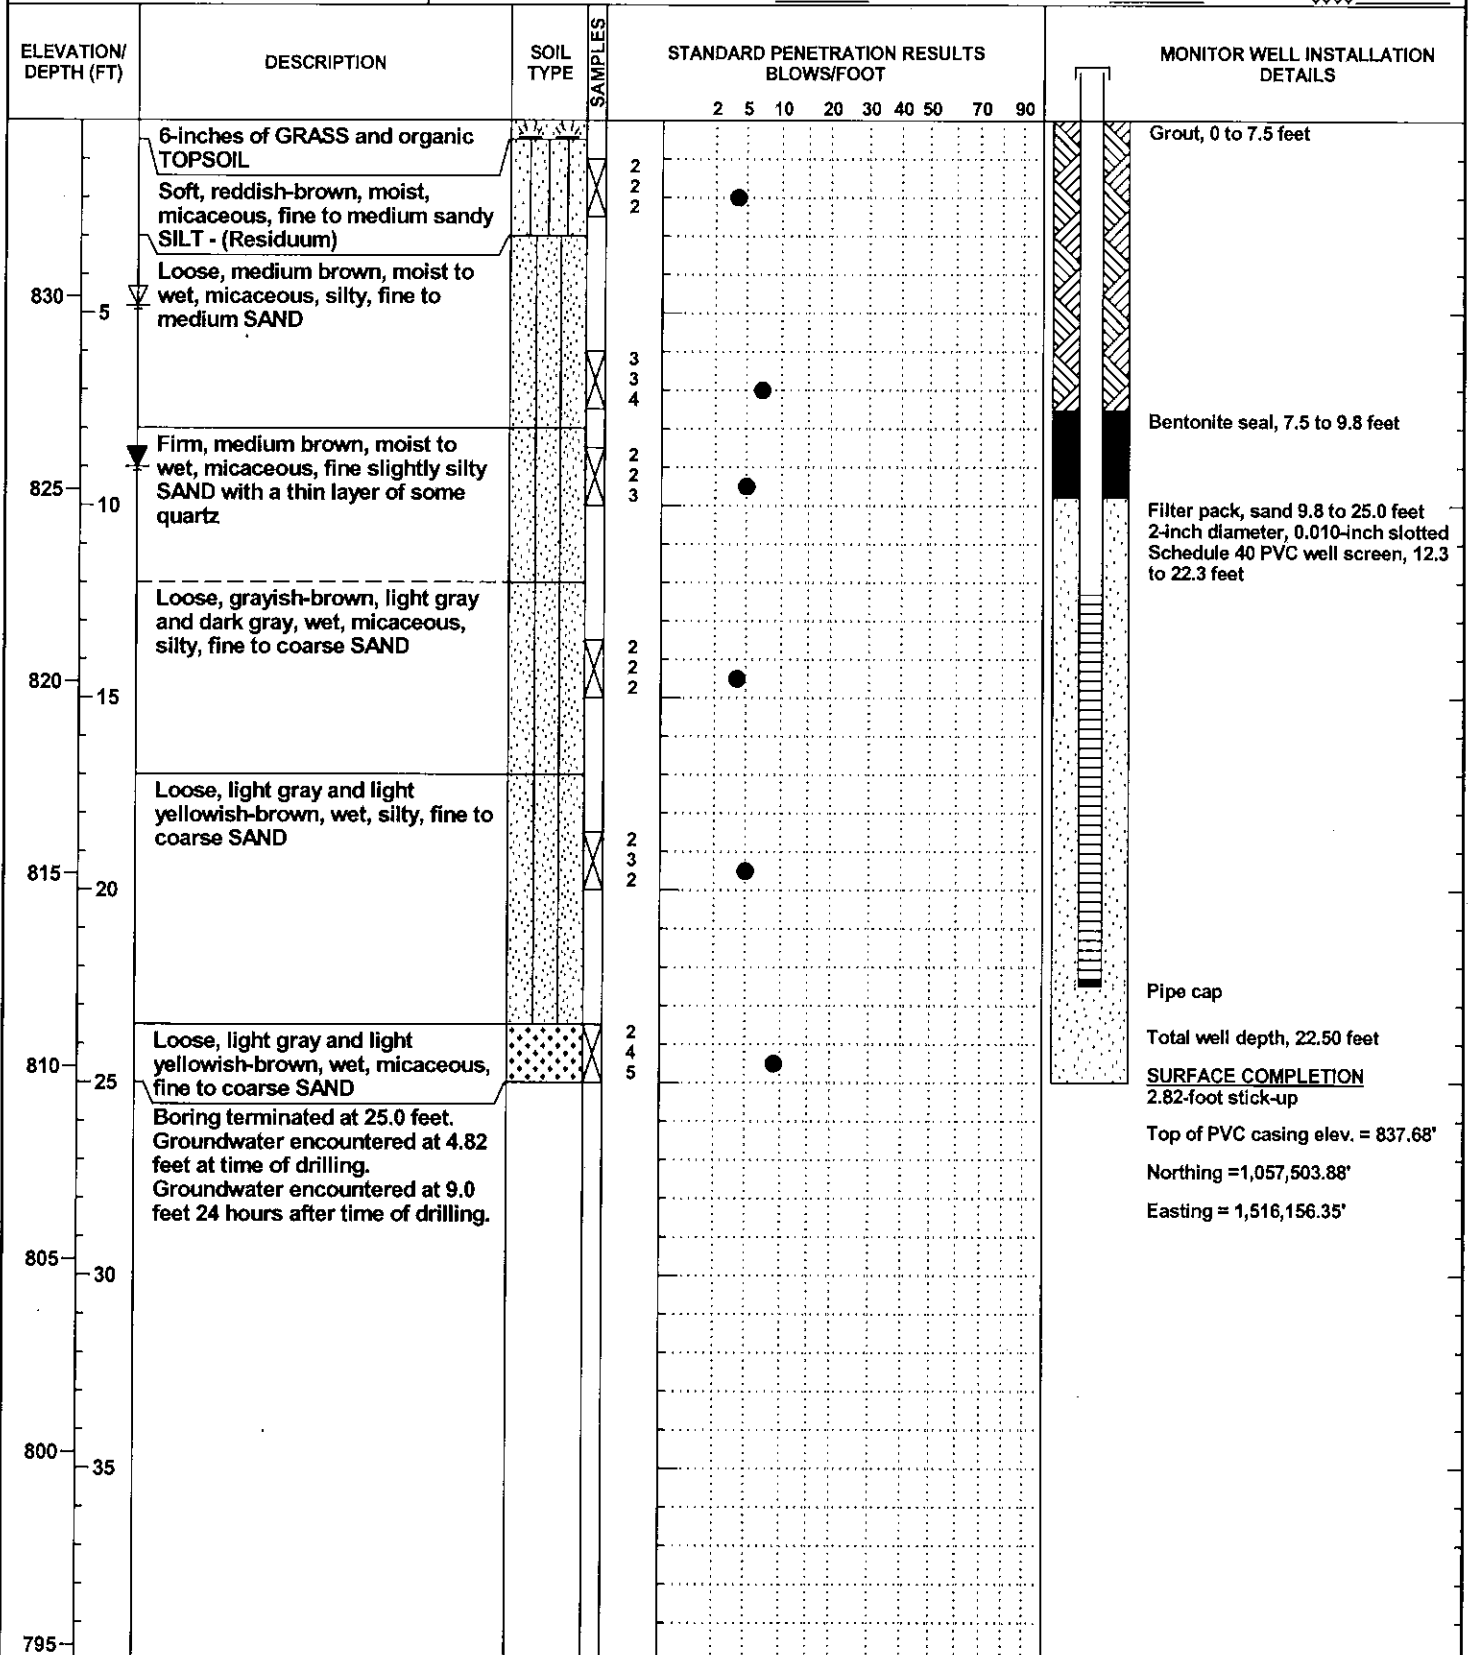 ELEVATION/
DEPTH (FT)
DESCRIPTION
SOIL
TYPE
SAMPLES
STANDARD PENETRATION RESULTS
BLOWS/FOOT
2 5 10 20 30 40 50 70 90
MONITOR WELL INSTALLATION
DETAILS
6-inches of GRASS and organic
TOPSOIL
Soft, reddish-brown, moist,
micaceous, fine to medium sandy
SILT - (Residuum)
2
2
2
Grout, 0 to 7.5 feet
Loose, medium brown, moist to
wet, micaceous, silty, fine to
medium SAND
830
5
3
3
4
Firm, medium brown, moist to
wet, micaceous, fine slightly silty
SAND with a thin layer of some
quartz
825
10
2
2
3
Bentonite seal, 7.5 to 9.8 feet
Filter pack, sand 9.8 to 25.0 feet
2-inch diameter, 0.010-inch slotted
Schedule 40 PVC well screen, 12.3
to 22.3 feet
Loose, grayish-brown, light gray
and dark gray, wet, micaceous,
silty, fine to coarse SAND
820
15
2
2
2
Loose, light gray and light
yellowish-brown, wet, silty, fine to
coarse SAND
815
20
2
3
2
Pipe cap
Total well depth, 22.50 feet
Loose, light gray and light
yellowish-brown, wet, micaceous,
fine to coarse SAND
810
25
2
4
5
SURFACE COMPLETION
2.82-foot stick-up
Top of PVC casing elev. = 837.68'
Northing =1,057,503.88'
Easting = 1,516,156.35'
Boring terminated at 25.0 feet.
Groundwater encountered at 4.82
feet at time of drilling.
Groundwater encountered at 9.0
feet 24 hours after time of drilling.
805
30
800
35
795